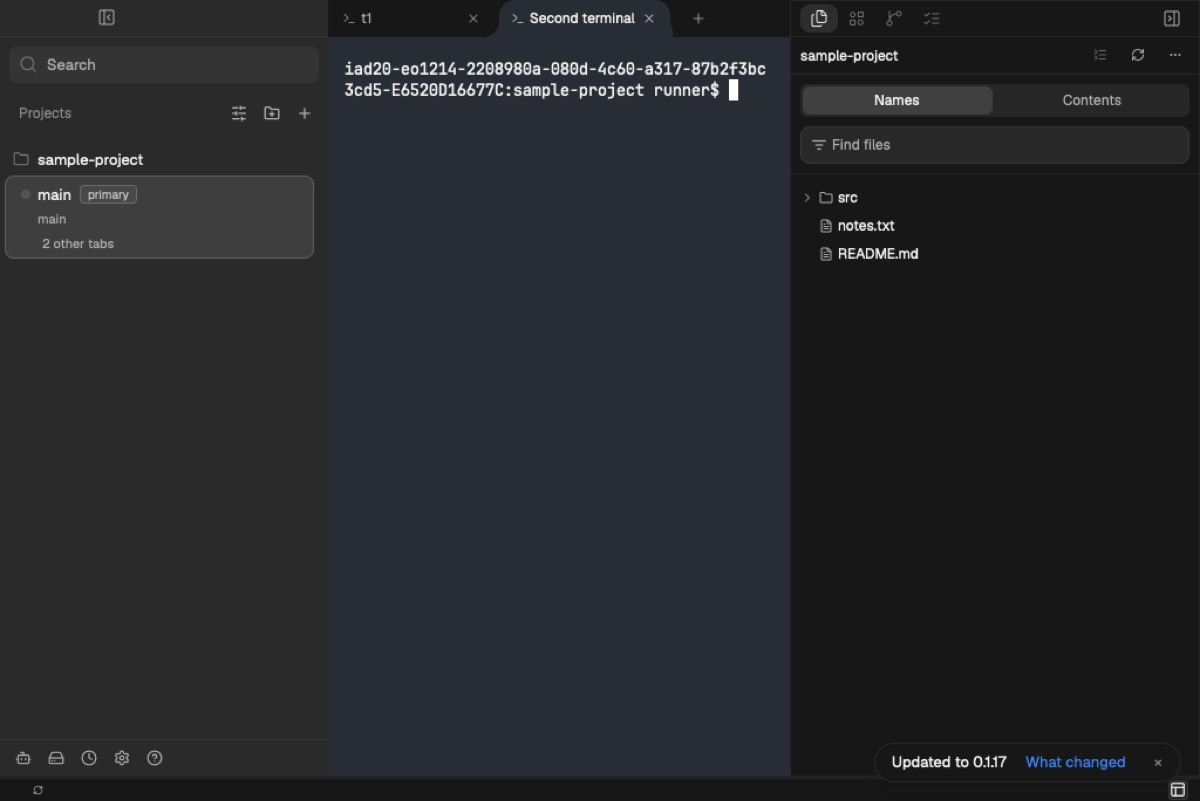 t1
Second terminal
Search
Projects
sample-project
main primary
main
2 other tabs
iad20-eo1214-2208980a-080d-4c60-a317-87b2f3bc
3cd5-E6520D16677C:sample-project runner$
sample-project
Names
Contents
Find files
src
notes.txt
README.md
Updated to 0.1.17
What changed